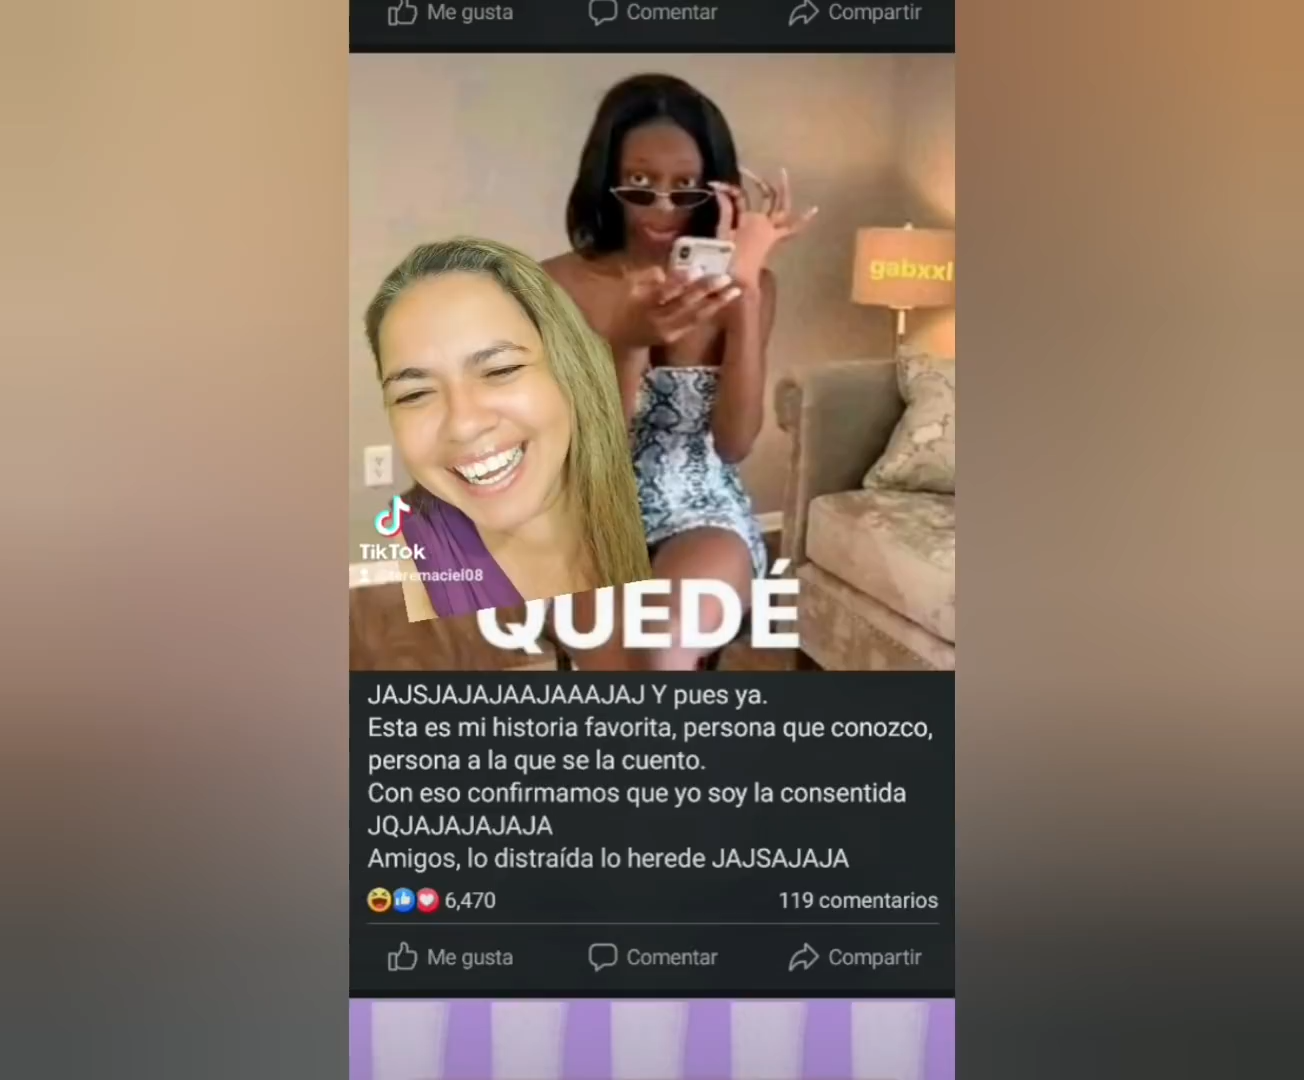 Me gusta Comentar Compartir
gabxxl
TikTok
QUEDÉ
JAJSJAJAJAAJAAAJAJ Y pues ya.
Esta es mi historia favorita, persona que conozco,
persona a la que se la cuento.
Con eso confirmamos que yo soy la consentida
JQJAJAJAJAJA
Amigos, lo distraída lo herede JAJSAJAJA
6,470 119 comentarios
Me gusta Comentar Compartir